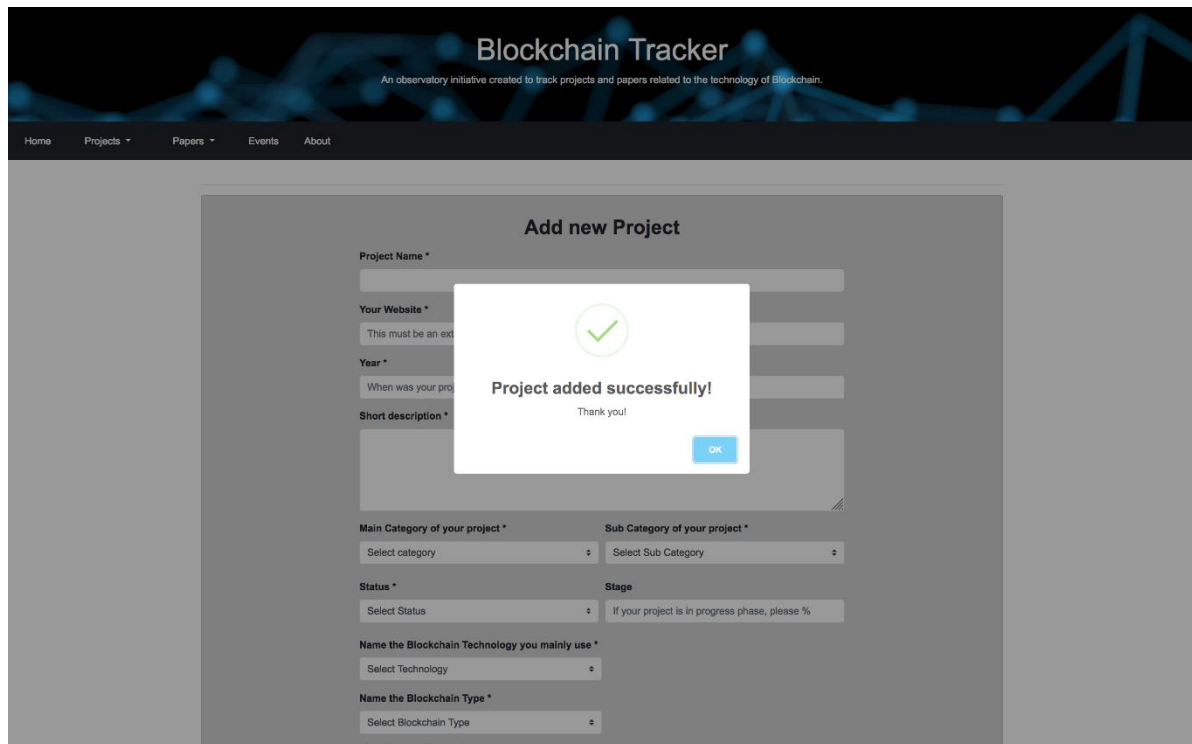 Blockchain Tracker
An observatory initiative created to track projects and papers related to the technology of Blockchain.
Home Projects Papers Events About
Add new Project
Project Name *
Your Website *
This must be an ext
Year *
When was your proj
Short description *
Project added successfully!
Thank you!
OK
Main Category of your project * Sub Category of your project *
Select category Select Sub Category
Status * Stage
Select Status If your project is in progress phase, please %
Name the Blockchain Technology you mainly use *
Select Technology
Name the Blockchain Type *
Select Blockchain Type